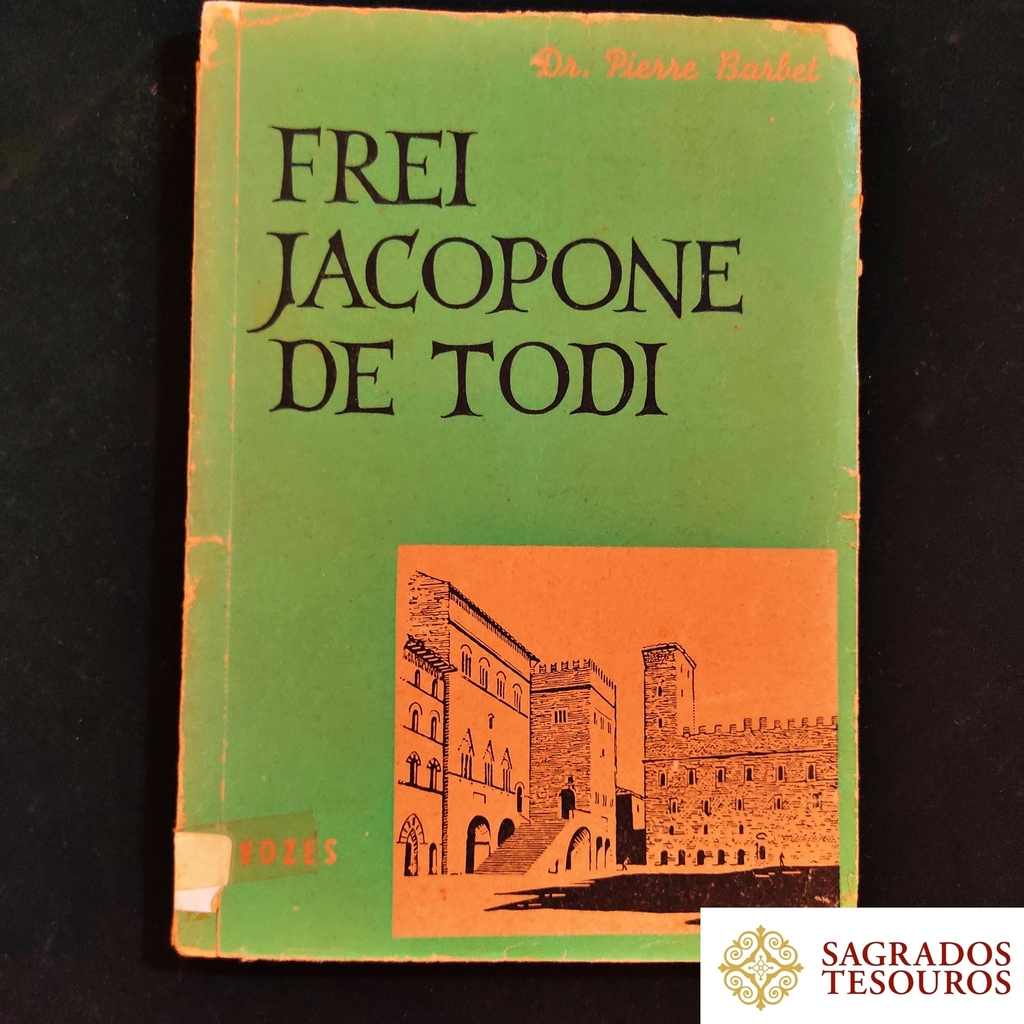 Dr. Pierre Barbet
FREI
JACOPONE
DE TODI
VOZES
SAGRADOS
TESOUROS